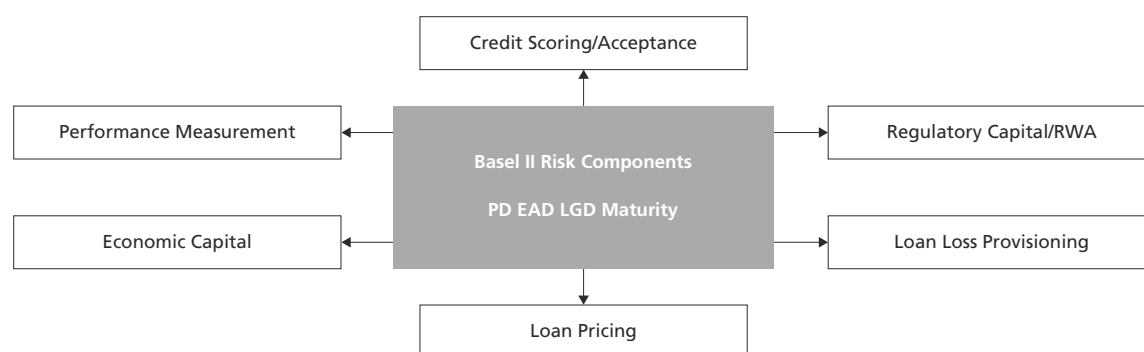 Credit Scoring/Acceptance
Performance Measurement
Regulatory Capital/RWA
Basel II Risk Components
PD EAD LGD Maturity
Economic Capital
Loan Loss Provisioning
Loan Pricing